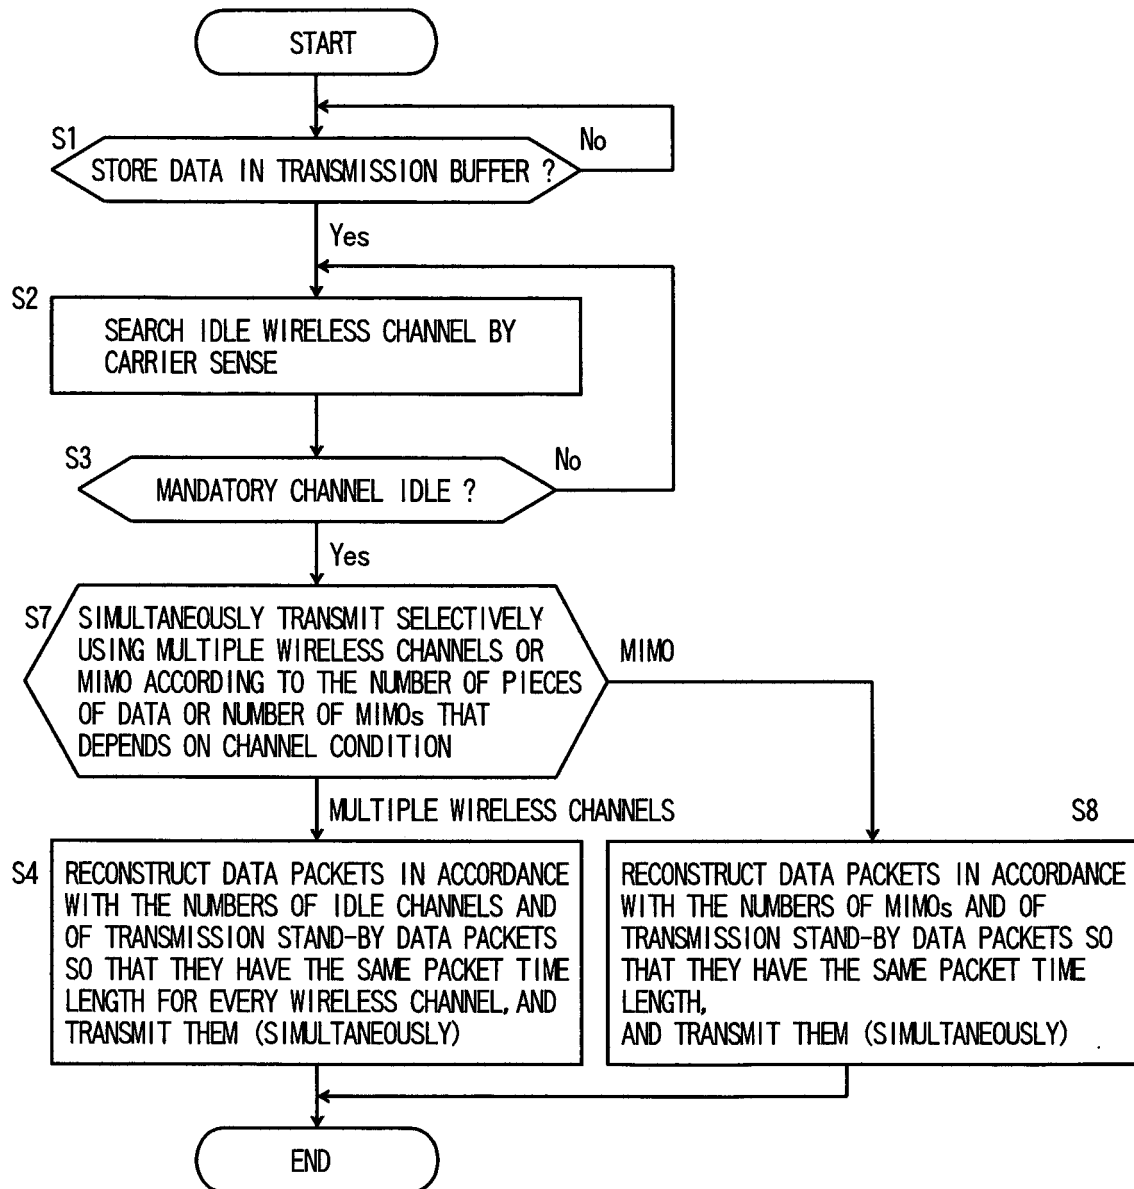 START
S1
No
STORE DATA IN TRANSMISSION BUFFER ?
Yes
S2
SEARCH IDLE WIRELESS CHANNEL BY
CARRIER SENSE
S3
No
MANDATORY CHANNEL IDLE ?
Yes
S7
SIMULTANEOUSLY TRANSMIT SELECTIVELY
USING MULTIPLE WIRELESS CHANNELS OR
MIMO ACCORDING TO THE NUMBER OF PIECES
OF DATA OR NUMBER OF MIMOs THAT
DEPENDS ON CHANNEL CONDITION
MIMO
MULTIPLE WIRELESS CHANNELS
S4
RECONSTRUCT DATA PACKETS IN ACCORDANCE
WITH THE NUMBERS OF IDLE CHANNELS AND
OF TRANSMISSION STAND-BY DATA PACKETS
SO THAT THEY HAVE THE SAME PACKET TIME
LENGTH FOR EVERY WIRELESS CHANNEL, AND
TRANSMIT THEM (SIMULTANEOUSLY)
S8
RECONSTRUCT DATA PACKETS IN ACCORDANCE
WITH THE NUMBERS OF MIMOs AND OF
TRANSMISSION STAND-BY DATA PACKETS SO
THAT THEY HAVE THE SAME PACKET TIME
LENGTH,
AND TRANSMIT THEM (SIMULTANEOUSLY)
END